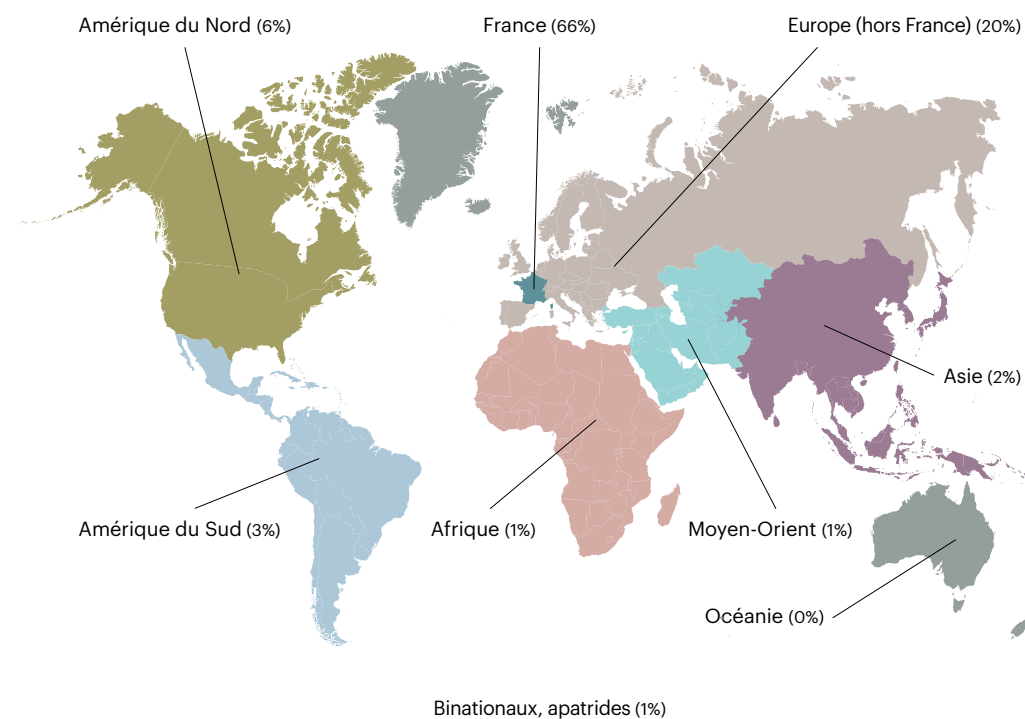 Amérique du Nord (6%)
France (66%)
Europe (hors France) (20%)
Asie (2%)
Amérique du Sud (3%)
Afrique (1%)
Moyen-Orient (1%)
Océanie (0%)
Binationaux, apatrides (1%)